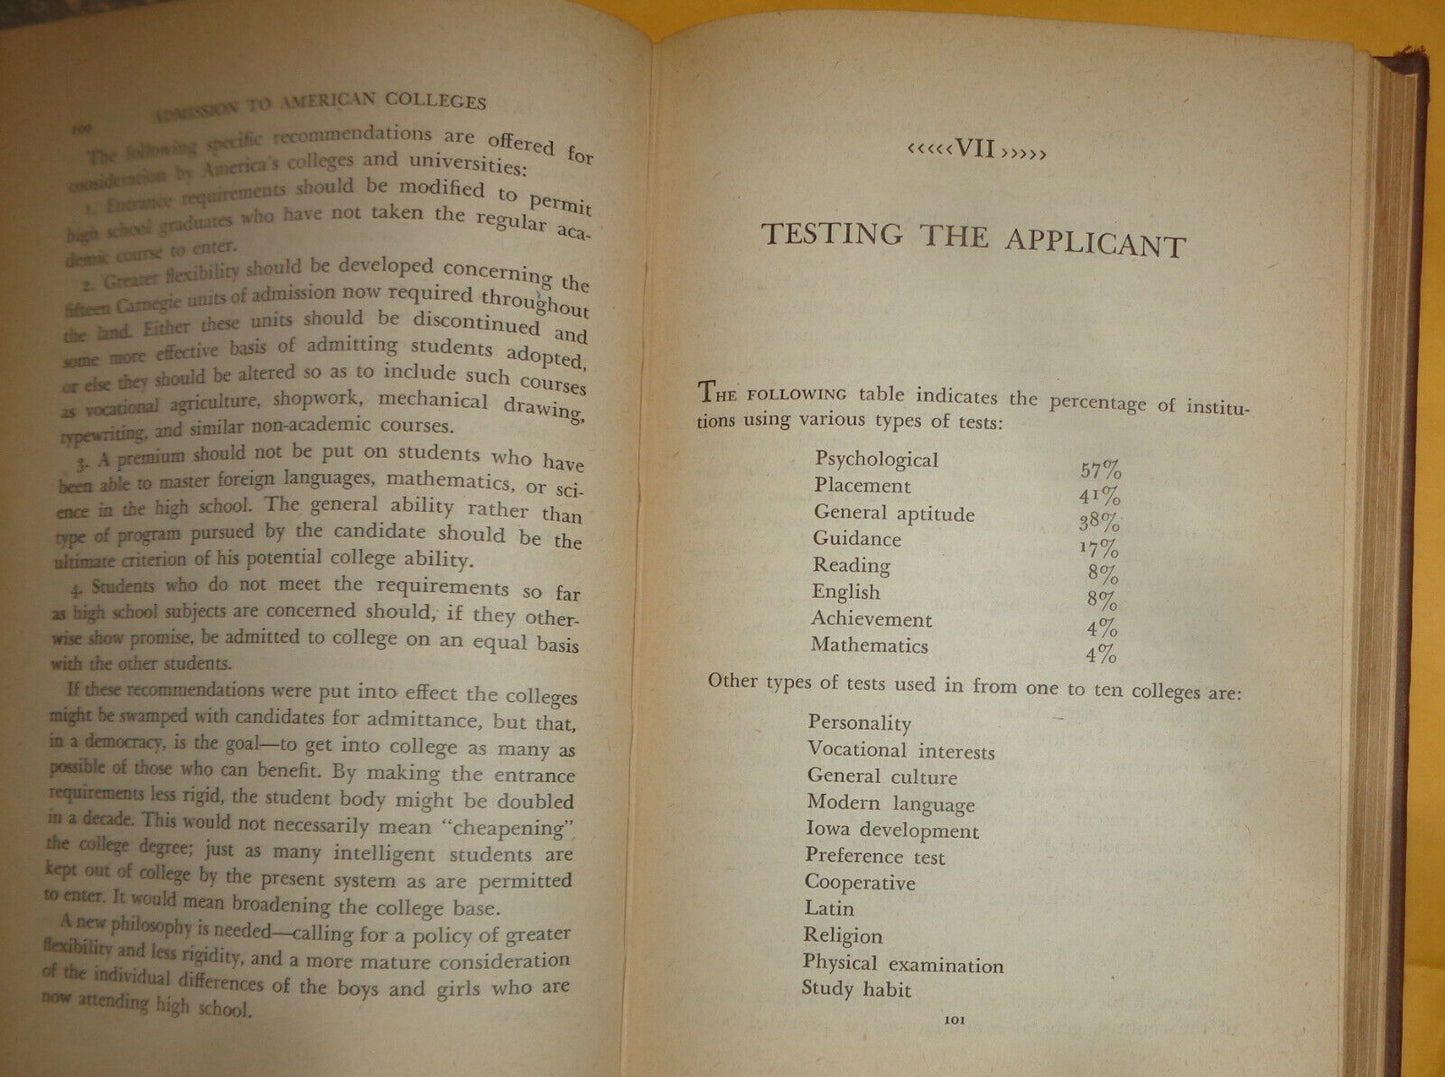 100 ADMISSION TO AMERICAN COLLEGES
The following specific recommendations are offered for
consideration by America's colleges and universities:
1. Entrance requirements should be modified to permit
high school graduates who have not taken the regular aca-
demic course to enter.
2. Greater flexibility should be developed concerning the
fifteen Carnegie units of admission now required throughout
the land. Either these units should be discontinued and
some more effective basis of admitting students adopted,
or else they should be altered so as to include such courses
as vocational agriculture, shopwork, mechanical drawing,
typewriting, and similar non-academic courses.
3. A premium should not be put on students who have
been able to master foreign languages, mathematics, or sci-
ence in the high school. The general ability rather than
type of program pursued by the candidate should be the
ultimate criterion of his potential college ability.
4. Students who do not meet the requirements so far
as high school subjects are concerned should, if they other-
wise show promise, be admitted to college on an equal basis
with the other students.
If these recommendations were put into effect the colleges
might be swamped with candidates for admittance, but that,
in a democracy, is the goal—to get into college as many as
possible of those who can benefit. By making the entrance
requirements less rigid, the student body might be doubled
in a decade. This would not necessarily mean "cheapening"
the college degree; just as many intelligent students are
kept out of college by the present system as are permitted
to enter. It would mean broadening the college base.
A new philosophy is needed—calling for a policy of greater
flexibility and less rigidity, and a more mature consideration
of the individual differences of the boys and girls who are
now attending high school.
‹‹‹‹‹VII›››››
TESTING THE APPLICANT
THE FOLLOWING table indicates the percentage of institu-
tions using various types of tests:
Psychological 57%
Placement 41%
General aptitude 38%
Guidance 17%
Reading 8%
English 8%
Achievement 4%
Mathematics 4%
Other types of tests used in from one to ten colleges are:
Personality
Vocational interests
General culture
Modern language
Iowa development
Preference test
Cooperative
Latin
Religion
Physical examination
Study habit
101